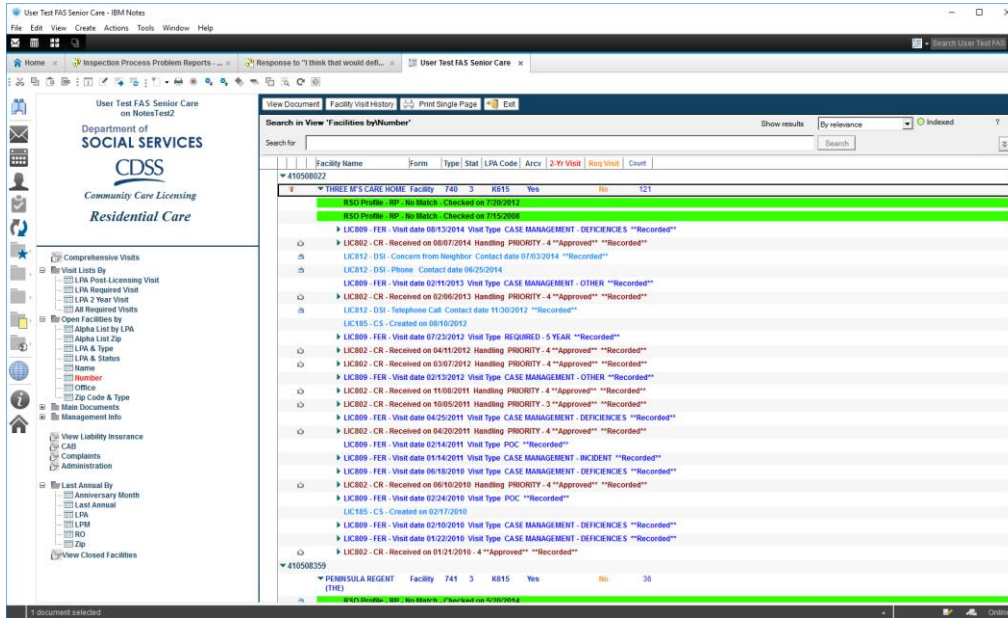 User Test FAS Senior Care - IBM Notes
File Edit View Create Actions Tools Window Help
Search User Test FAS
Home
Inspection Process Problem Reports - ...
Response to "I think that would defi...
User Test FAS Senior Care
User Test FAS Senior Care
on NotesTest2
Department of
SOCIAL SERVICES
CDSS
Community Care Licensing
Residential Care
Comprehensive Visits
Visit Lists By
LPA Post-Licensing Visit
LPA Required Visit
LPA 2 Year Visit
All Required Visits
Open Facilities by
Alpha List by LPA
Alpha List Zip
LPA & Type
LPA & Status
Name
Number
Office
Zip Code & Type
Main Documents
Management Info
View Liability Insurance
CAB
Complaints
Administration
Last Annual By
Anniversary Month
Last Annual
LPA
LPM
RO
Zip
View Closed Facilities
View Document Facility Visit History Print Single Page Exit
Search in View 'Facilities by\Number'
Show results By relevance Indexed ?
Search for Search
Facility Name Form Type Stat LPA Code Arcv 2-Yr Visit Req Visit Count
410508022
THREE M'S CARE HOME Facility 740 3 K615 Yes No 121
RSO Profile - RP - No Match - Checked on 7/20/2012
RSO Profile - RP - No Match - Checked on 7/15/2008
LIC809 - FER - Visit date 08/13/2014 Visit Type CASE MANAGEMENT - DEFICIENCIES **Recorded**
LIC802 - CR - Received on 08/07/2014 Handling PRIORITY - 4 **Approved** **Recorded**
LIC812 - DSI - Concern from Neighbor Contact date 07/03/2014 **Recorded**
LIC812 - DSI - Phone Contact date 06/25/2014
LIC809 - FER - Visit date 02/11/2013 Visit Type CASE MANAGEMENT - OTHER **Recorded**
LIC802 - CR - Received on 02/06/2013 Handling PRIORITY - 4 **Approved** **Recorded**
LIC812 - DSI - Telephone Call Contact date 11/30/2012 **Recorded**
LIC185 - CS - Created on 08/10/2012
LIC809 - FER - Visit date 07/23/2012 Visit Type REQUIRED - 5 YEAR **Recorded**
LIC802 - CR - Received on 04/11/2012 Handling PRIORITY - 4 **Approved** **Recorded**
LIC802 - CR - Received on 03/07/2012 Handling PRIORITY - 4 **Approved** **Recorded**
LIC809 - FER - Visit date 02/13/2012 Visit Type CASE MANAGEMENT - OTHER **Recorded**
LIC802 - CR - Received on 11/08/2011 Handling PRIORITY - 4 **Approved** **Recorded**
LIC802 - CR - Received on 10/05/2011 Handling PRIORITY - 3 **Approved** **Recorded**
LIC809 - FER - Visit date 04/25/2011 Visit Type CASE MANAGEMENT - DEFICIENCIES **Recorded**
LIC802 - CR - Received on 04/20/2011 Handling PRIORITY - 4 **Approved** **Recorded**
LIC809 - FER - Visit date 02/14/2011 Visit Type POC **Recorded**
LIC809 - FER - Visit date 01/14/2011 Visit Type CASE MANAGEMENT - INCIDENT **Recorded**
LIC809 - FER - Visit date 06/18/2010 Visit Type CASE MANAGEMENT - DEFICIENCIES **Recorded**
LIC802 - CR - Received on 06/10/2010 Handling PRIORITY - 4 **Approved** **Recorded**
LIC809 - FER - Visit date 02/24/2010 Visit Type POC **Recorded**
LIC185 - CS - Created on 02/17/2010
LIC809 - FER - Visit date 02/10/2010 Visit Type CASE MANAGEMENT - DEFICIENCIES **Recorded**
LIC809 - FER - Visit date 01/22/2010 Visit Type CASE MANAGEMENT - DEFICIENCIES **Recorded**
LIC802 - CR - Received on 01/21/2010 - 4 **Approved** **Recorded**
410508359
PENINSULA REGENT Facility 741 3 K615 Yes No 36
(THE)
RSO Profile - RP - No Match - Checked on 5/20/2014
1 document selected
Online